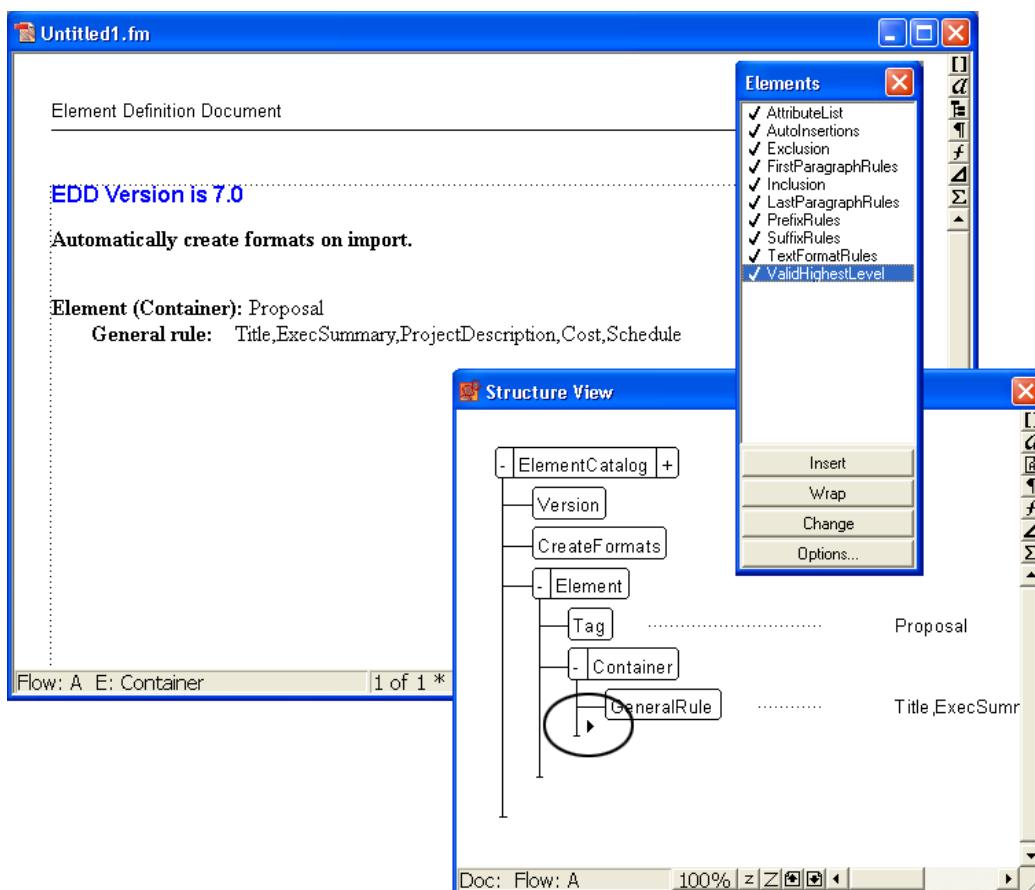 Untitled1.fm
Element Definition Document
EDD Version is 7.0
Automatically create formats on import.
Element (Container): Proposal
General rule: Title,ExecSummary,ProjectDescription,Cost,Schedule
Flow: A E: Container
1 of 1 *
Elements
AttributeList
AutoInsertions
Exclusion
FirstParagraphRules
Inclusion
LastParagraphRules
PrefixRules
SuffixRules
TextFormatRules
ValidHighestLevel
Insert
Wrap
Change
Options...
Structure View
- ElementCatalog +
Version
CreateFormats
- Element
Tag Proposal
- Container
GeneralRule Title,ExecSumr
Doc: Flow: A 100% z Z